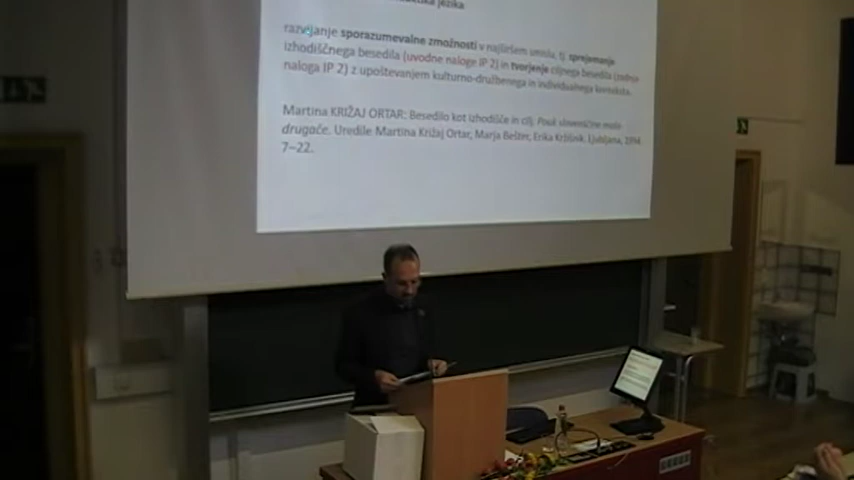 jezika
razvijanje sporazumevalne zmožnosti v najširšem smislu, tj. sprejemanje
izhodiščnega besedila (uvodne naloge IP 2) in tvorjenje ciljnega besedila (zadnja
naloga IP 2) z upoštevanjem kulturno-družbenega in individualnega konteksta.
Martina KRIŽAJ ORTAR: Besedilo kot izhodišče in cilj. Pouk slovenščine malo
drugače. Uredile Martina Križaj Ortar, Marja Bešter, Erika Kržišnik. Ljubljana, 1994.
7–22.